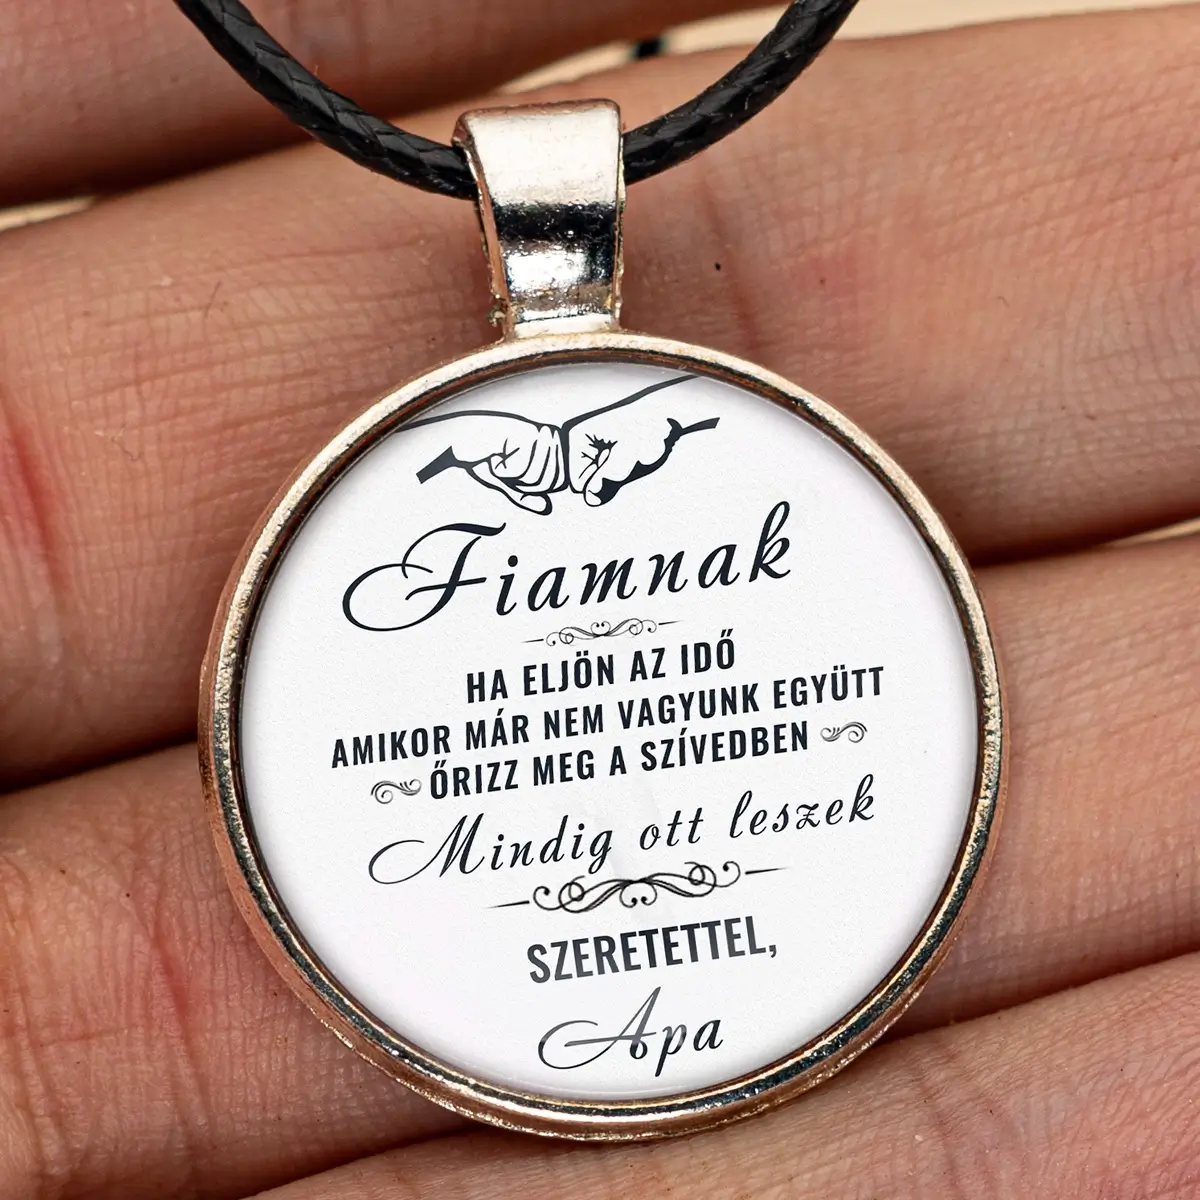 Fiamnak
HA ELJÖN AZ IDŐ
AMIKOR MÁR NEM VAGYUNK EGYÜTT
ŐRIZZ MEG A SZÍVEDBEN
Mindig ott leszek
SZERETETTEL,
Apa